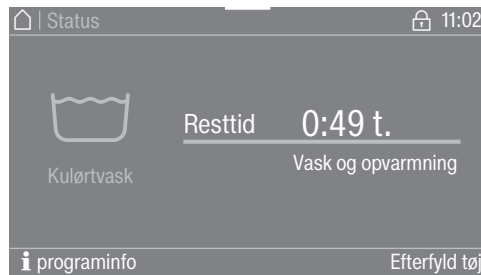 | Status 11:02
Resttid 0:49 t.
Vask og opvarmning
Kulørtvask
i programinfo Efterfyld tøj